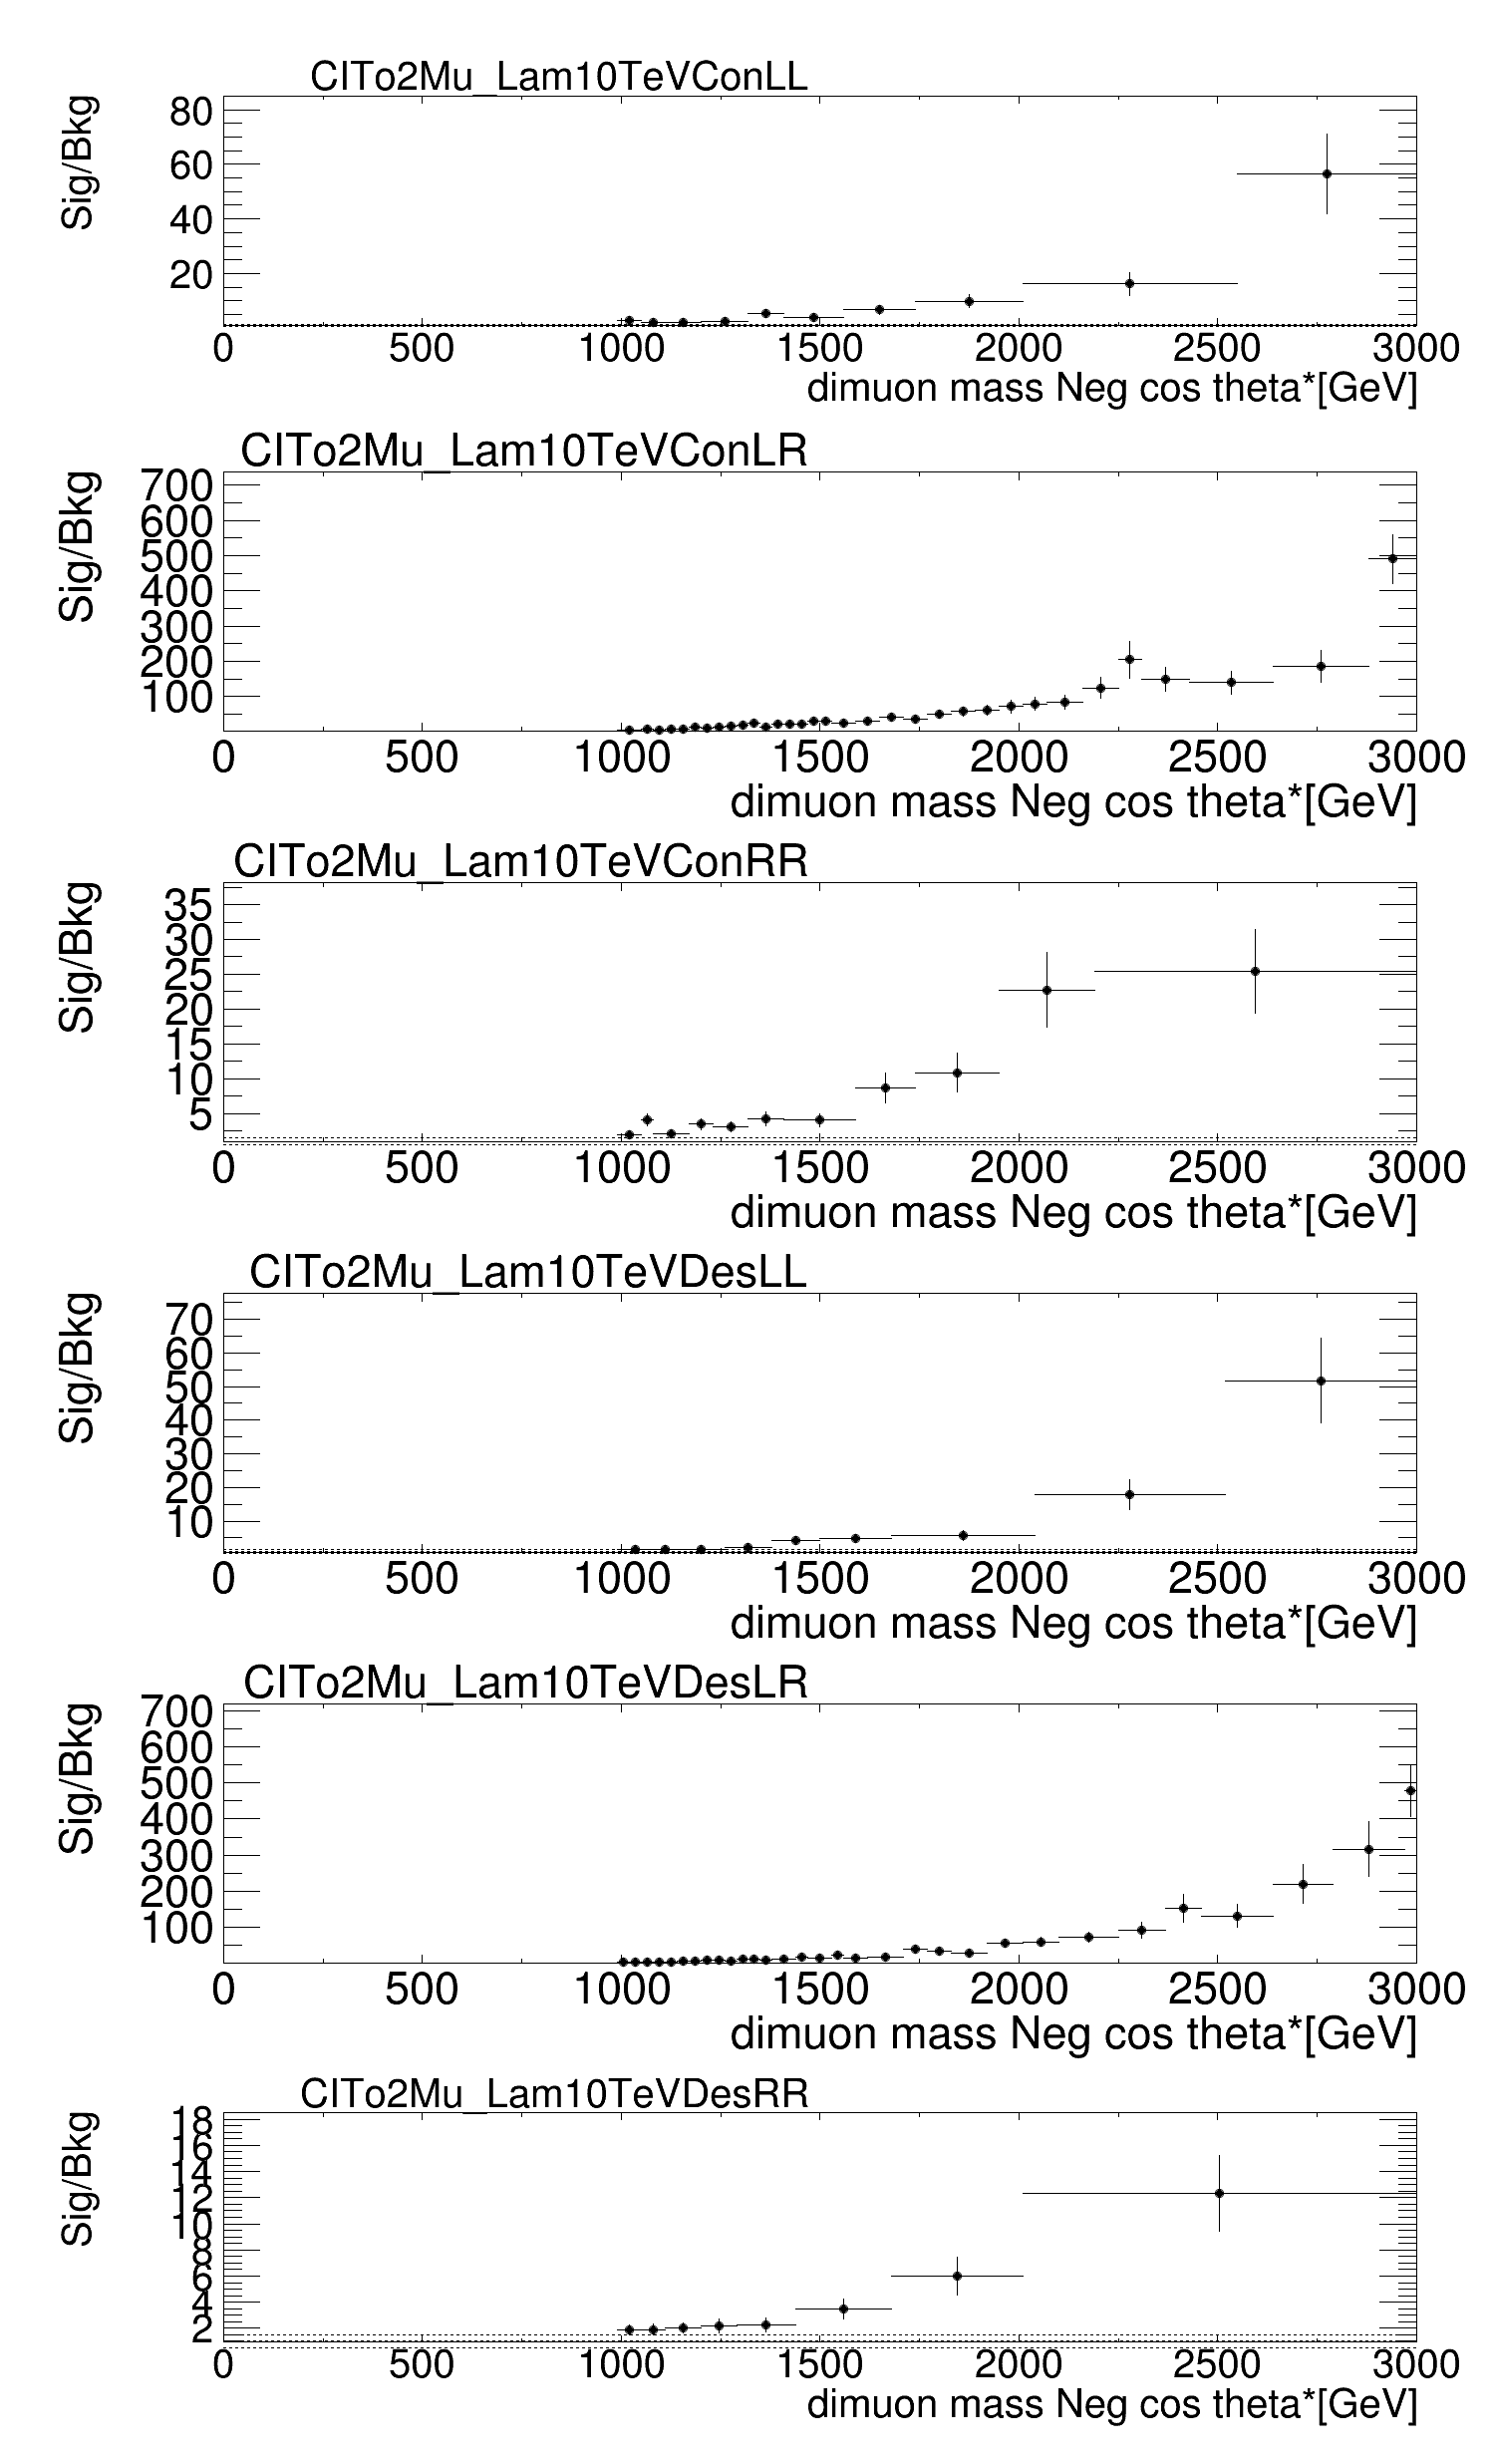 CITo2Mu_Lam10TeVConLL
Sig/Bkg
80
60
40
20
0 500 1000 1500 2000 2500 3000
dimuon mass Neg cos theta*[GeV]
CITo2Mu_Lam10TeVConLR
Sig/Bkg
700
600
500
400
300
200
100
0 500 1000 1500 2000 2500 3000
dimuon mass Neg cos theta*[GeV]
CITo2Mu_Lam10TeVConRR
Sig/Bkg
35
30
25
20
15
10
5
0 500 1000 1500 2000 2500 3000
dimuon mass Neg cos theta*[GeV]
CITo2Mu_Lam10TeVDesLL
Sig/Bkg
70
60
50
40
30
20
10
0 500 1000 1500 2000 2500 3000
dimuon mass Neg cos theta*[GeV]
CITo2Mu_Lam10TeVDesLR
Sig/Bkg
700
600
500
400
300
200
100
0 500 1000 1500 2000 2500 3000
dimuon mass Neg cos theta*[GeV]
CITo2Mu_Lam10TeVDesRR
Sig/Bkg
18
16
14
12
10
8
6
4
2
0 500 1000 1500 2000 2500 3000
dimuon mass Neg cos theta*[GeV]